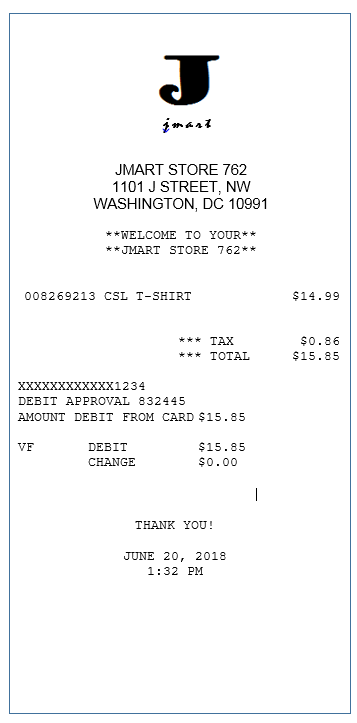 J
jmart
JMART STORE 762
1101 J STREET, NW
WASHINGTON, DC 10991
**WELCOME TO YOUR**
**JMART STORE 762**
008269213 CSL T-SHIRT $14.99
*** TAX $0.86
*** TOTAL $15.85
XXXXXXXXXXXX1234
DEBIT APPROVAL 832445
AMOUNT DEBIT FROM CARD $15.85
VF DEBIT $15.85
CHANGE $0.00
THANK YOU!
JUNE 20, 2018
1:32 PM